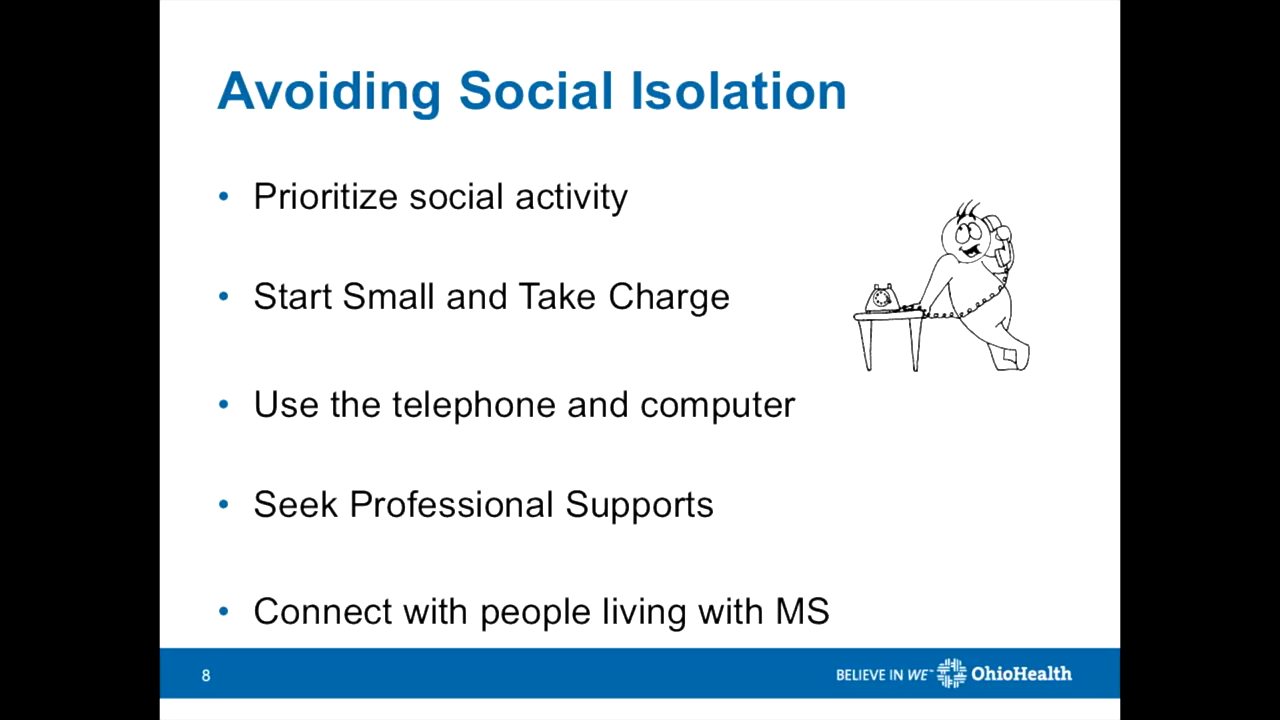 Avoiding Social Isolation
• Prioritize social activity
• Start Small and Take Charge
• Use the telephone and computer
• Seek Professional Supports
• Connect with people living with MS
8
BELIEVE IN WE™ OhioHealth